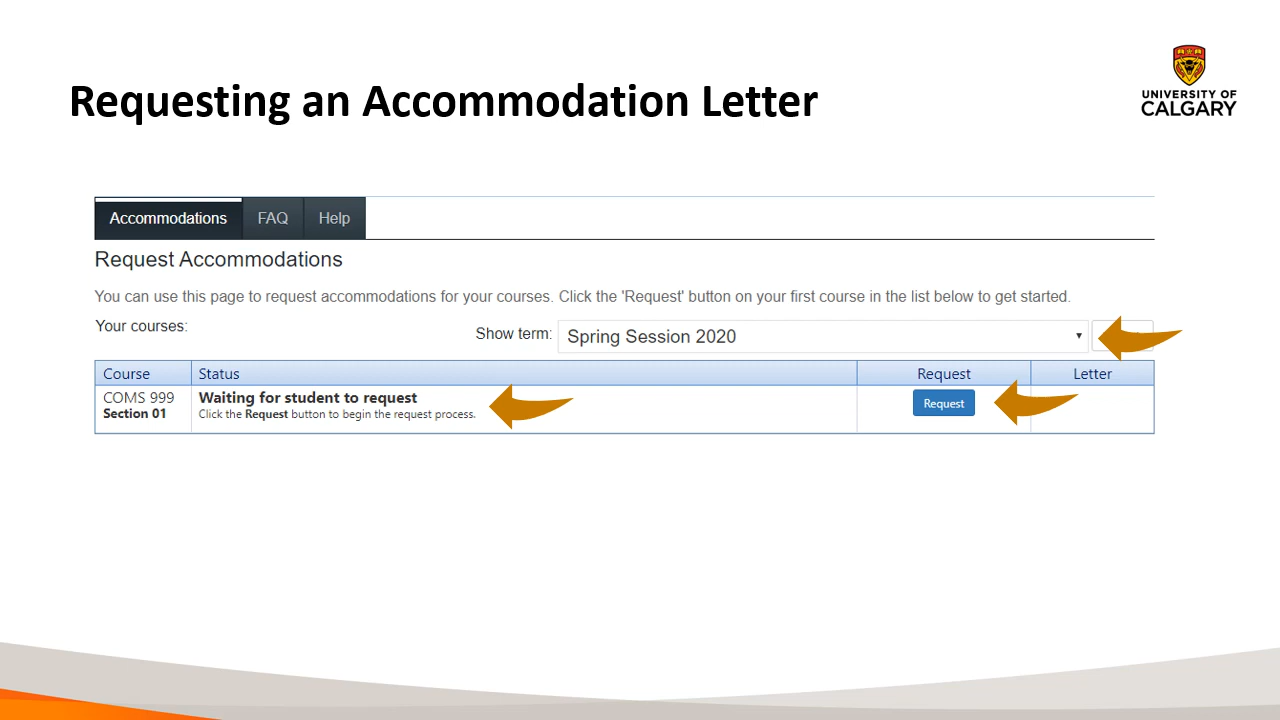 Requesting an Accommodation Letter
UNIVERSITY OF
CALGARY
Accommodations FAQ Help
Request Accommodations
You can use this page to request accommodations for your courses. Click the 'Request' button on your first course in the list below to get started.
Your courses: Show term: Spring Session 2020
Course Status Request Letter
COMS 999 Waiting for student to request Request
Section 01 Click the Request button to begin the request process.